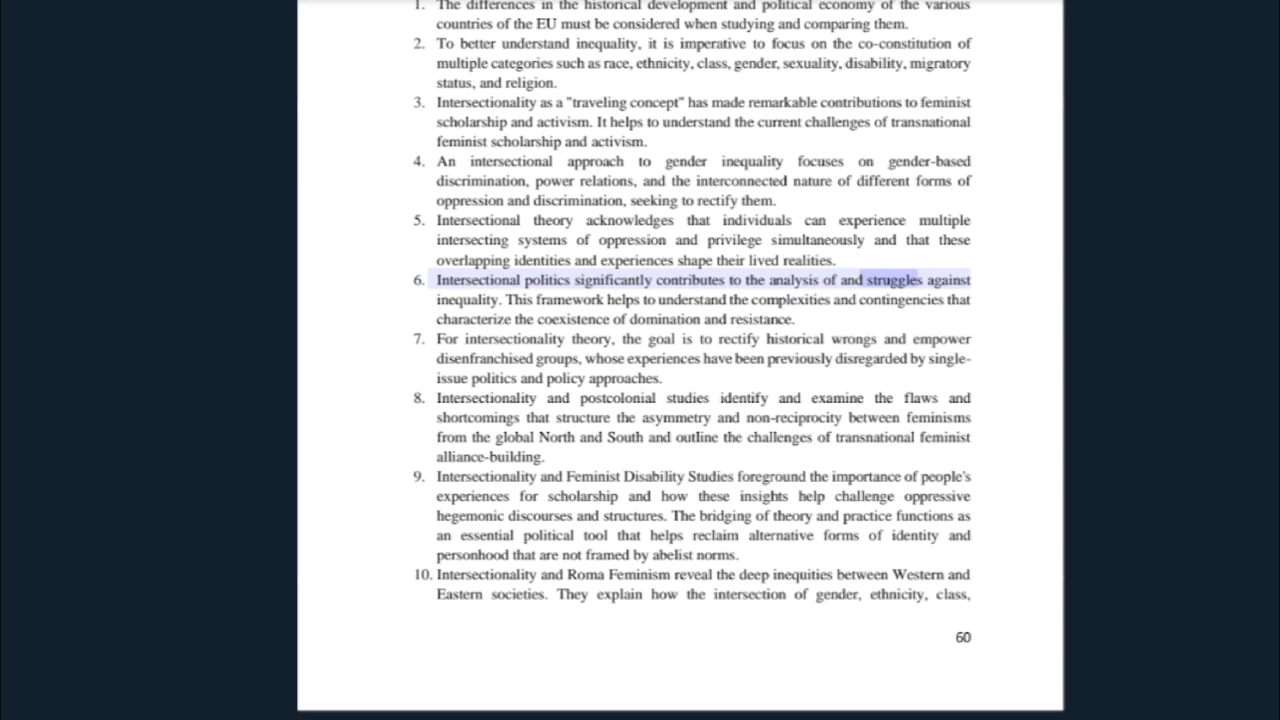 1. The differences in the historical development and political economy of the various
countries of the EU must be considered when studying and comparing them.
2. To better understand inequality, it is imperative to focus on the co-constitution of
multiple categories such as race, ethnicity, class, gender, sexuality, disability, migratory
status, and religion.
3. Intersectionality as a "traveling concept" has made remarkable contributions to feminist
scholarship and activism. It helps to understand the current challenges of transnational
feminist scholarship and activism.
4. An intersectional approach to gender inequality focuses on gender-based
discrimination, power relations, and the interconnected nature of different forms of
oppression and discrimination, seeking to rectify them.
5. Intersectional theory acknowledges that individuals can experience multiple
intersecting systems of oppression and privilege simultaneously and that these
overlapping identities and experiences shape their lived realities.
6. Intersectional politics significantly contributes to the analysis of and struggles against
inequality. This framework helps to understand the complexities and contingencies that
characterize the coexistence of domination and resistance.
7. For intersectionality theory, the goal is to rectify historical wrongs and empower
disenfranchised groups, whose experiences have been previously disregarded by single-
issue politics and policy approaches.
8. Intersectionality and postcolonial studies identify and examine the flaws and
shortcomings that structure the asymmetry and non-reciprocity between feminisms
from the global North and South and outline the challenges of transnational feminist
alliance-building.
9. Intersectionality and Feminist Disability Studies foreground the importance of people's
experiences for scholarship and how these insights help challenge oppressive
hegemonic discourses and structures. The bridging of theory and practice functions as
an essential political tool that helps reclaim alternative forms of identity and
personhood that are not framed by abelist norms.
10. Intersectionality and Roma Feminism reveal the deep inequities between Western and
Eastern societies. They explain how the intersection of gender, ethnicity, class,
60